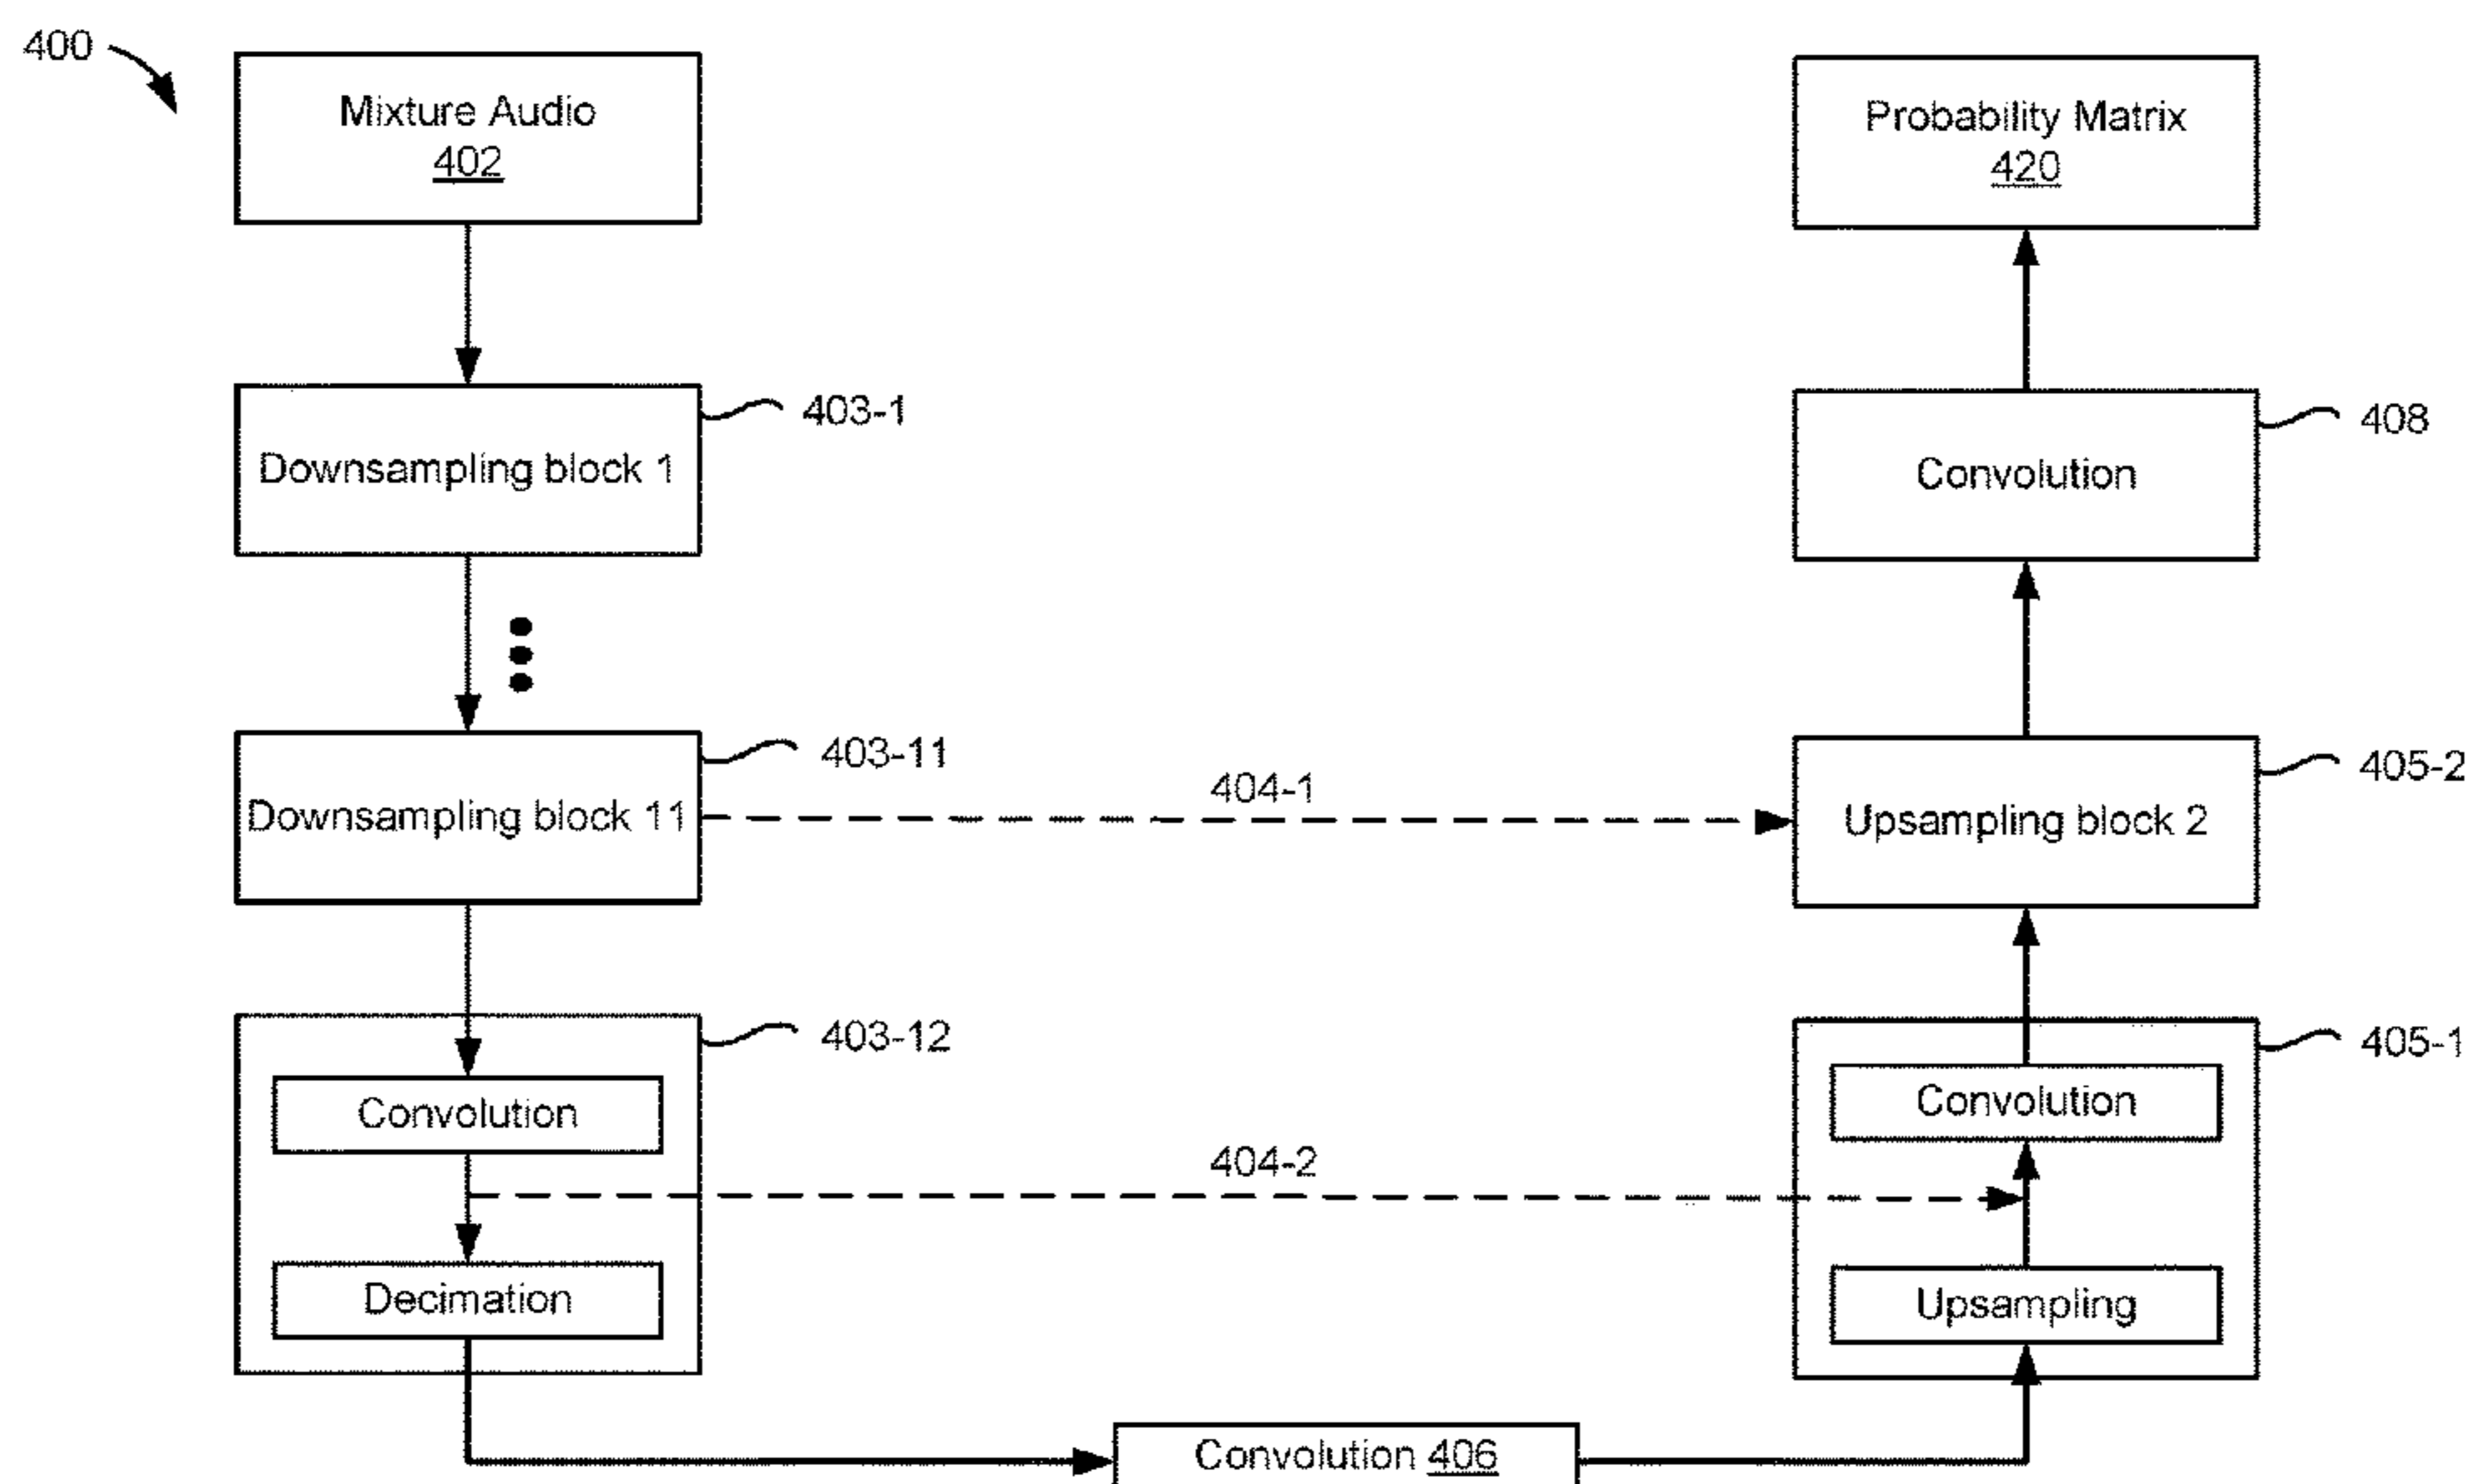 400
Mixture Audio
402
403-1
Downsampling block 1
403-11
Downsampling block 11
404-1
403-12
Convolution
404-2
Decimation
Convolution 406
Probability Matrix
420
408
Convolution
405-2
Upsampling block 2
405-1
Convolution
Upsampling